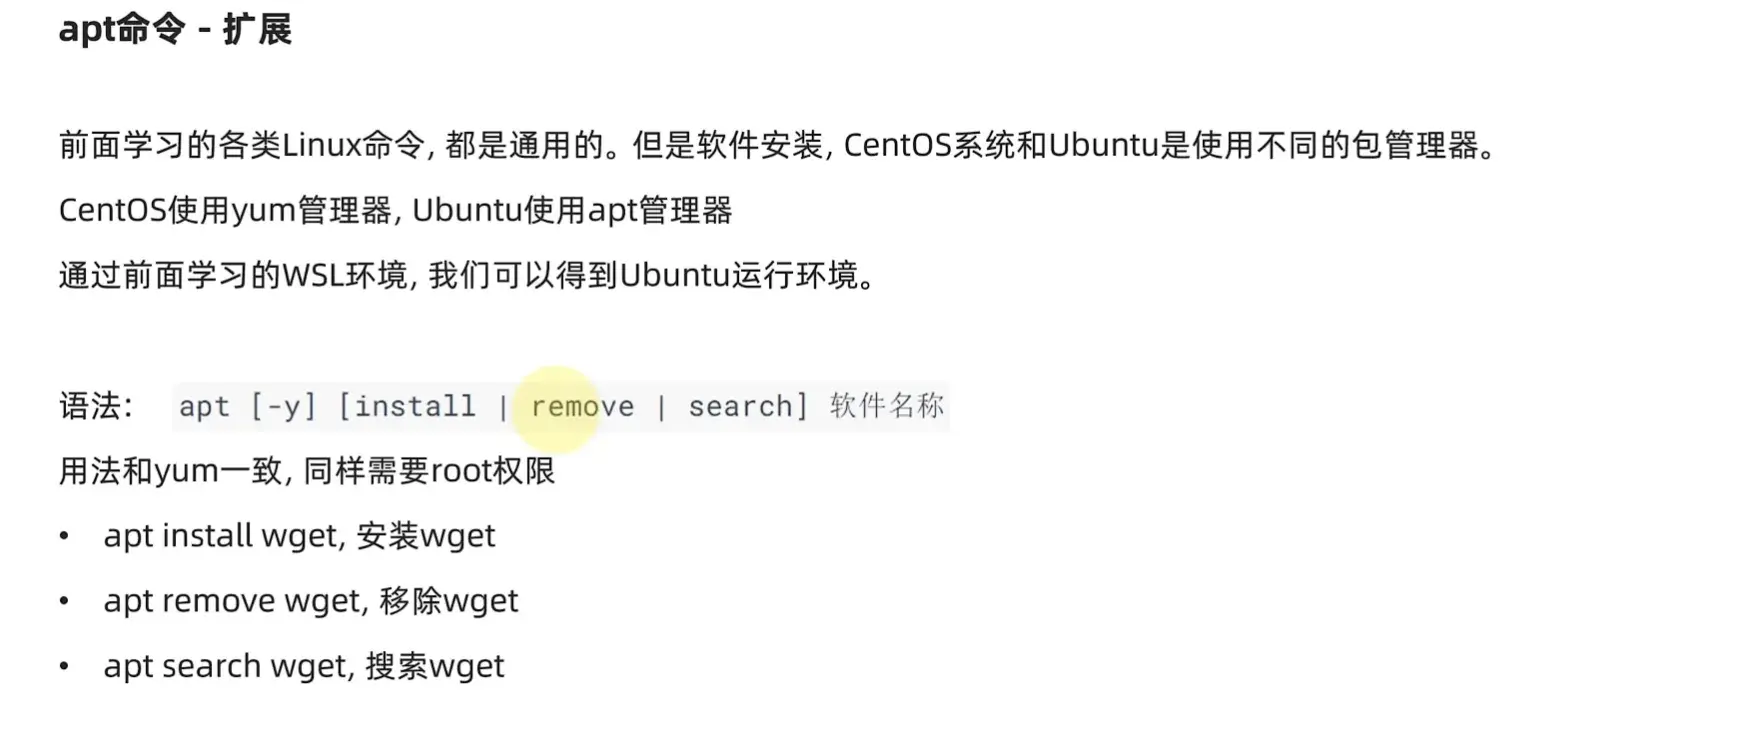 apt命令 - 扩展
前面学习的各类Linux命令, 都是通用的。但是软件安装, CentOS系统和Ubuntu是使用不同的包管理器。
CentOS使用yum管理器, Ubuntu使用apt管理器
通过前面学习的WSL环境, 我们可以得到Ubuntu运行环境。
语法: apt [-y] [install | remove | search] 软件名称
用法和yum一致, 同样需要root权限
• apt install wget, 安装wget
• apt remove wget, 移除wget
• apt search wget, 搜索wget